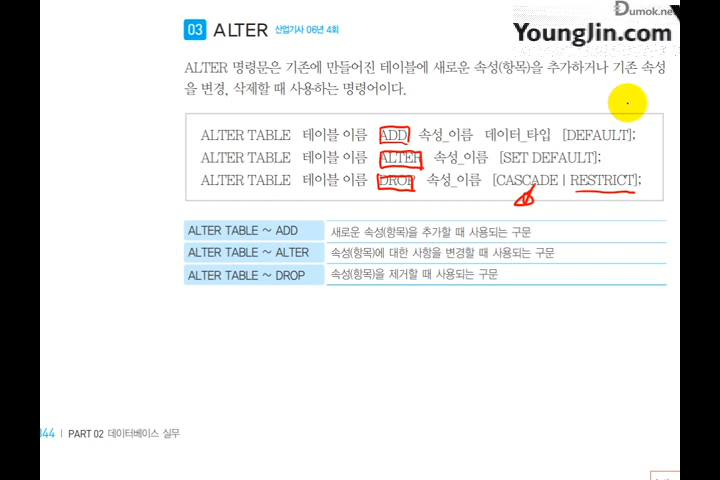 Dumok.ne
YoungJin.com
03 ALTER 산업기사 06년 4회
ALTER 명령문은 기존에 만들어진 테이블에 새로운 속성(항목)을 추가하거나 기존 속성
을 변경, 삭제할 때 사용하는 명령어이다.
ALTER TABLE 테이블 이름 ADD 속성_이름 데이터_타입 [DEFAULT];
ALTER TABLE 테이블 이름 ALTER 속성_이름 [SET DEFAULT];
ALTER TABLE 테이블 이름 DROP 속성_이름 [CASCADE | RESTRICT];
ALTER TABLE ~ ADD 새로운 속성(항목)을 추가할 때 사용되는 구문
ALTER TABLE ~ ALTER 속성(항목)에 대한 사항을 변경할 때 사용되는 구문
ALTER TABLE ~ DROP 속성(항목)을 제거할 때 사용되는 구문
344 | PART 02 데이터베이스 실무